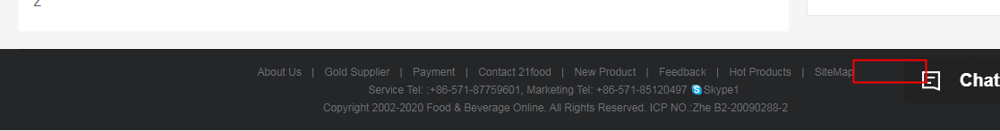 Z
About Us | Gold Supplier | Payment | Contact 21food | New Product | Feedback | Hot Products | SiteMap
Chat
Service Tel: :+86-571-87759601, Marketing Tel: +86-571-85120497 Skype1
Copyright 2002-2020 Food & Beverage Online. All Rights Reserved. ICP NO.:Zhe B2-20090288-2